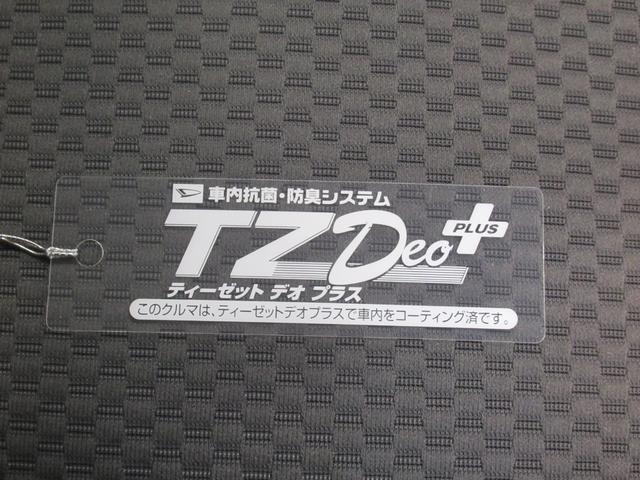 車内抗菌・防臭システム
TZ Deo PLUS
ティーゼット デオ プラス
このクルマは、ティーゼットデオプラスで車内をコーティング済です。